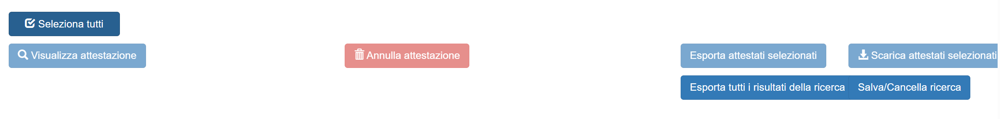 Seleziona tutti
Visualizza attestazione Annulla attestazione Esporta attestati selezionati Scarica attestati selezionati
Esporta tutti i risultati della ricerca Salva/Cancella ricerca